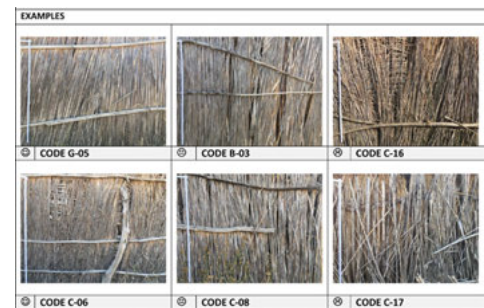 EXAMPLES
☺ CODE G-05
😐 CODE B-03
☹ CODE C-16
☺ CODE C-06
😐 CODE C-08
☹ CODE C-17